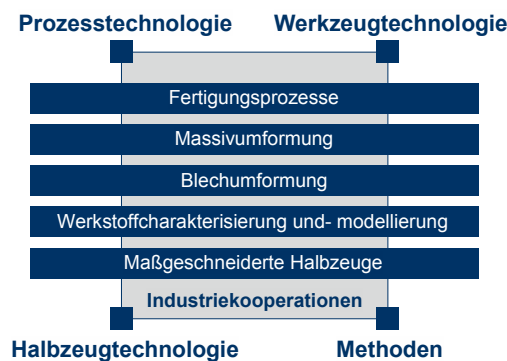 Prozesstechnologie Werkzeugtechnologie
Fertigungsprozesse
Massivumformung
Blechumformung
Werkstoffcharakterisierung und- modellierung
Maßgeschneiderte Halbzeuge
Industriekooperationen
Halbzeugtechnologie Methoden